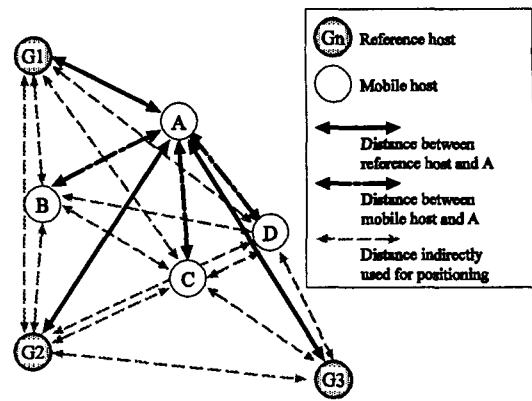 G1
A
B
D
C
G2
G3
Gn Reference host
Mobile host
Distance between
reference host and A
Distance between
mobile host and A
Distance indirectly
used for positioning